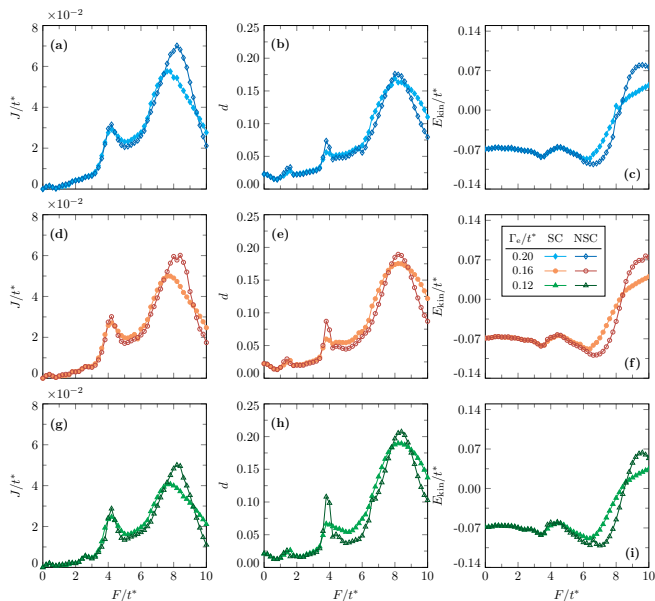 ×10⁻²
(a)
(b)
(c)
J/t*
d
E_kin/t*
8
6
4
2
0
0.25
0.20
0.15
0.10
0.05
0.00
0.14
0.07
0.00
-0.07
-0.14
×10⁻²
(d)
(e)
(f)
J/t*
d
E_kin/t*
8
6
4
2
0
0.25
0.20
0.15
0.10
0.05
0.00
0.14
0.07
0.00
-0.07
-0.14
Γ_e/t* SC NSC
0.20
0.16
0.12
×10⁻²
(g)
(h)
(i)
J/t*
d
E_kin/t*
8
6
4
2
0
0.25
0.20
0.15
0.10
0.05
0.00
0.14
0.07
0.00
-0.07
-0.14
0 2 4 6 8 10
0 2 4 6 8 10
0 2 4 6 8 10
F/t*
F/t*
F/t*